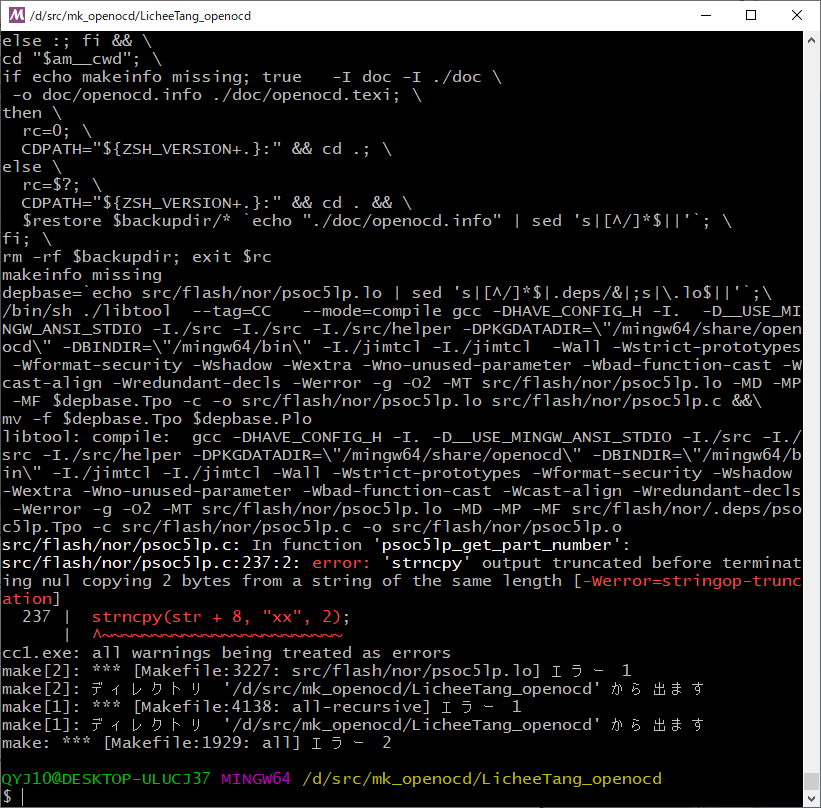 /d/src/mk_openocd/LicheeTang_openocd
else :; fi && \
cd "$am__cwd"; \
if echo makeinfo missing; true   -I doc -I ./doc \
 -o doc/openocd.info ./doc/openocd.texi; \
then \
  rc=0; \
  CDPATH="${ZSH_VERSION+.}:" && cd .; \
else \
  rc=$?; \
  CDPATH="${ZSH_VERSION+.}:" && cd . && \
  $restore $backupdir/* `echo "./doc/openocd.info" | sed 's|[^/]*$||'`; \
fi; \
rm -rf $backupdir; exit $rc
makeinfo missing
depbase=`echo src/flash/nor/psoc5lp.lo | sed 's|[^/]*$|.deps/&|;s|\.lo$||'`;\
/bin/sh ./libtool  --tag=CC   --mode=compile gcc -DHAVE_CONFIG_H -I.  -D__USE_MI
NGW_ANSI_STDIO -I./src -I./src -I./src/helper -DPKGDATADIR=\"/mingw64/share/open
ocd\" -DBINDIR=\"/mingw64/bin\" -I./jimtcl -I./jimtcl  -Wall -Wstrict-prototypes
 -Wformat-security -Wshadow -Wextra -Wno-unused-parameter -Wbad-function-cast -W
cast-align -Wredundant-decls -Werror -g -O2 -MT src/flash/nor/psoc5lp.lo -MD -MP
 -MF $depbase.Tpo -c -o src/flash/nor/psoc5lp.lo src/flash/nor/psoc5lp.c &&\
mv -f $depbase.Tpo $depbase.Plo
libtool: compile:  gcc -DHAVE_CONFIG_H -I. -D__USE_MINGW_ANSI_STDIO -I./src -I./
src -I./src/helper -DPKGDATADIR=\"/mingw64/share/openocd\" -DBINDIR=\"/mingw64/b
in\" -I./jimtcl -I./jimtcl -Wall -Wstrict-prototypes -Wformat-security -Wshadow
-Wextra -Wno-unused-parameter -Wbad-function-cast -Wcast-align -Wredundant-decls
 -Werror -g -O2 -MT src/flash/nor/psoc5lp.lo -MD -MP -MF src/flash/nor/.deps/pso
c5lp.Tpo -c src/flash/nor/psoc5lp.c -o src/flash/nor/psoc5lp.o
src/flash/nor/psoc5lp.c: In function 'psoc5lp_get_part_number':
src/flash/nor/psoc5lp.c:237:2: error: 'strncpy' output truncated before terminat
ing nul copying 2 bytes from a string of the same length [-Werror=stringop-trunc
ation]
  237 |  strncpy(str + 8, "xx", 2);
      |  ^~~~~~~~~~~~~~~~~~~~~~~~~
cc1.exe: all warnings being treated as errors
make[2]: *** [Makefile:3227: src/flash/nor/psoc5lp.lo] エラー 1
make[2]: ディレクトリ '/d/src/mk_openocd/LicheeTang_openocd' から出ます
make[1]: *** [Makefile:4138: all-recursive] エラー 1
make[1]: ディレクトリ '/d/src/mk_openocd/LicheeTang_openocd' から出ます
make: *** [Makefile:1929: all] エラー 2
QYJ10@DESKTOP-ULUCJ37 MINGW64 /d/src/mk_openocd/LicheeTang_openocd
$